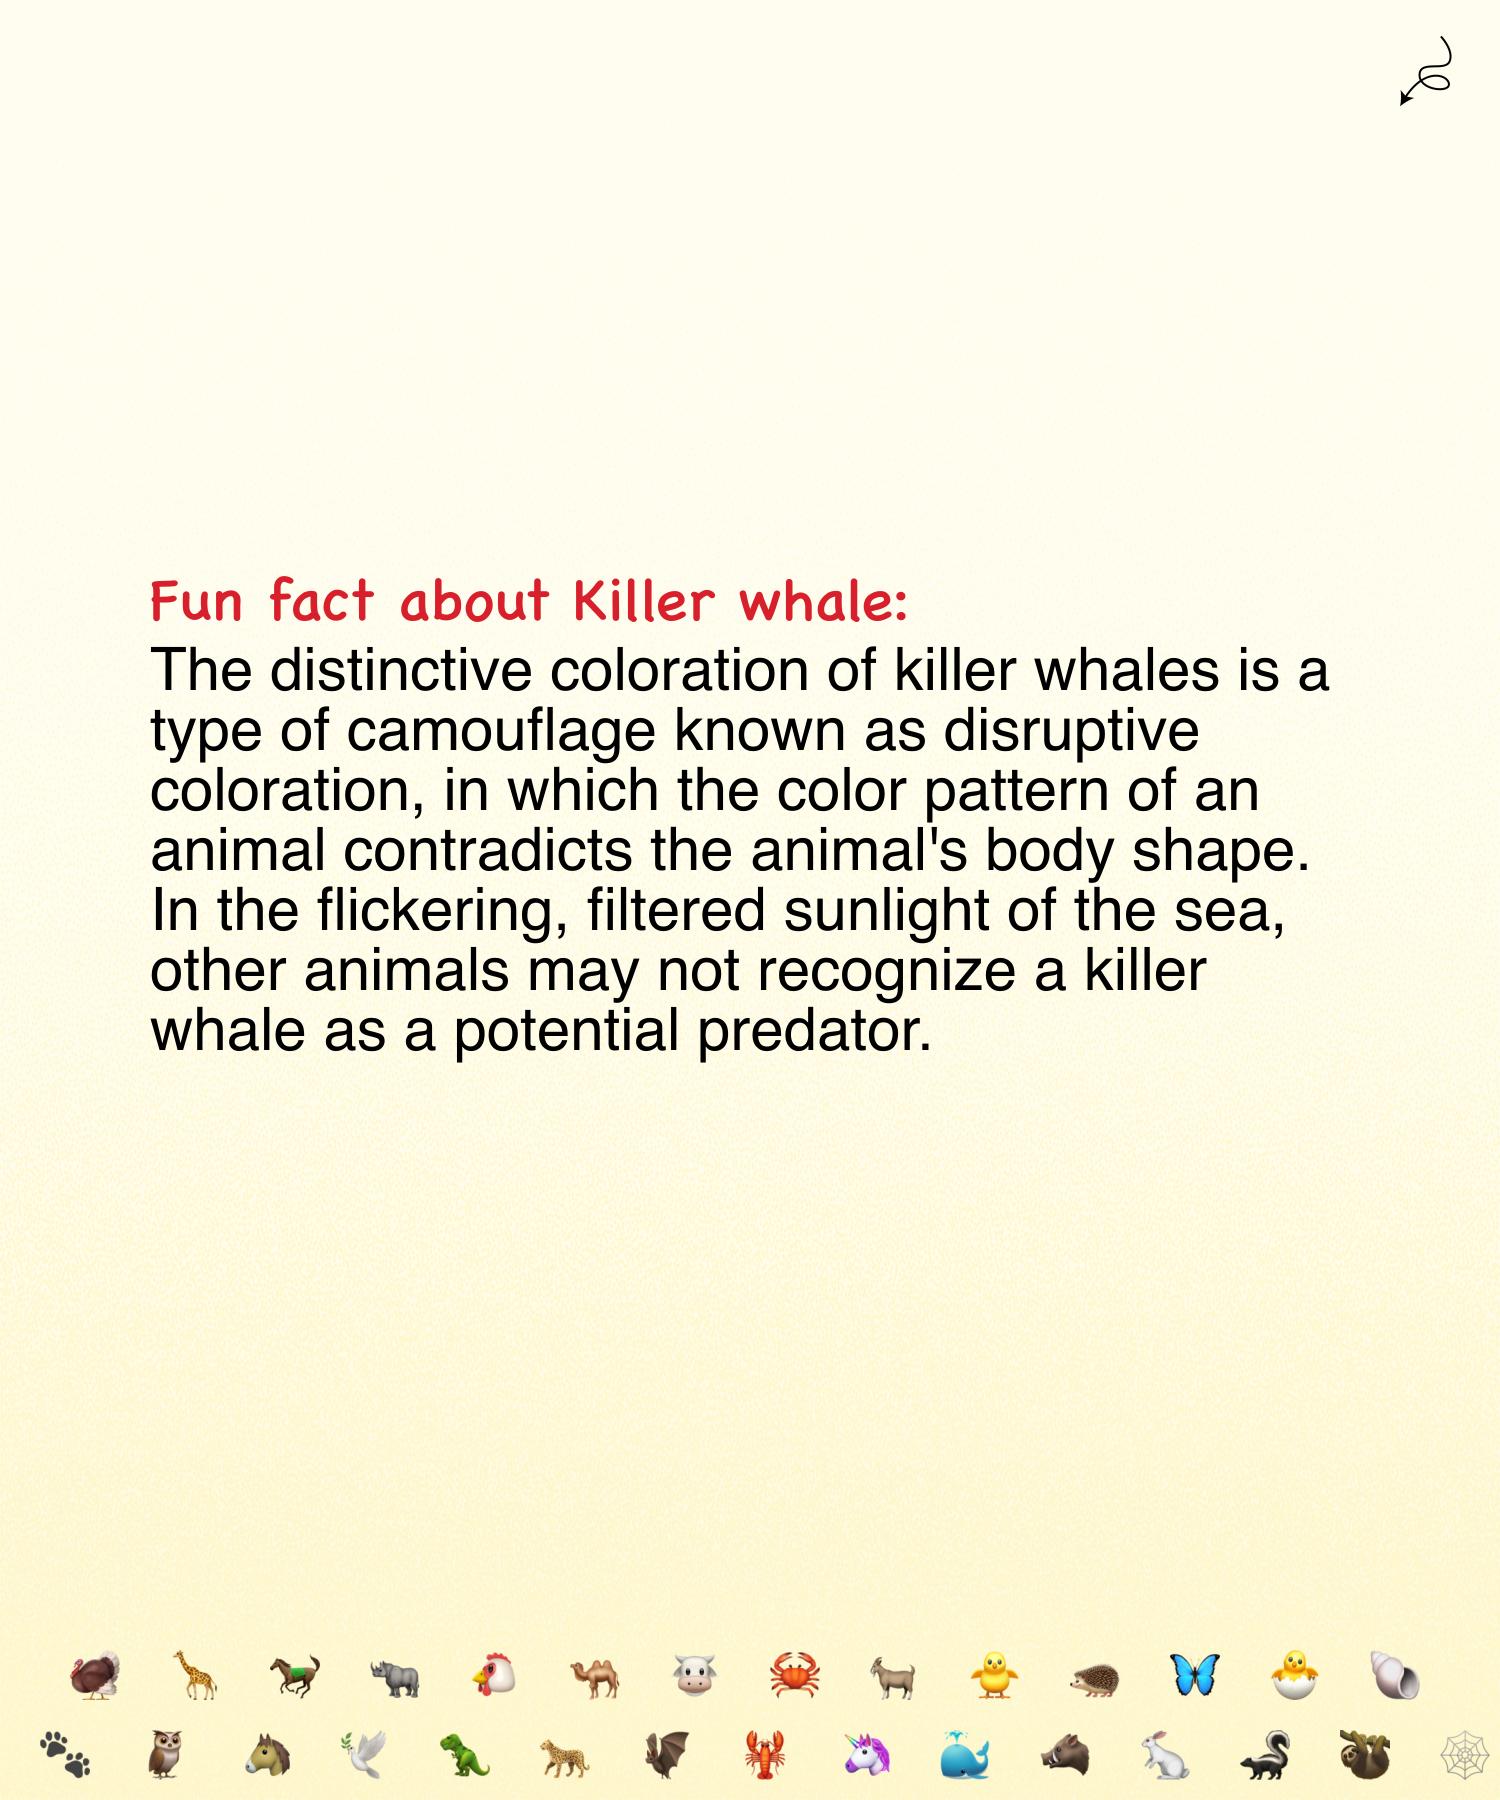 Fun fact about Killer whale:
The distinctive coloration of killer whales is a
type of camouflage known as disruptive
coloration, in which the color pattern of an
animal contradicts the animal's body shape.
In the flickering, filtered sunlight of the sea,
other animals may not recognize a killer
whale as a potential predator.